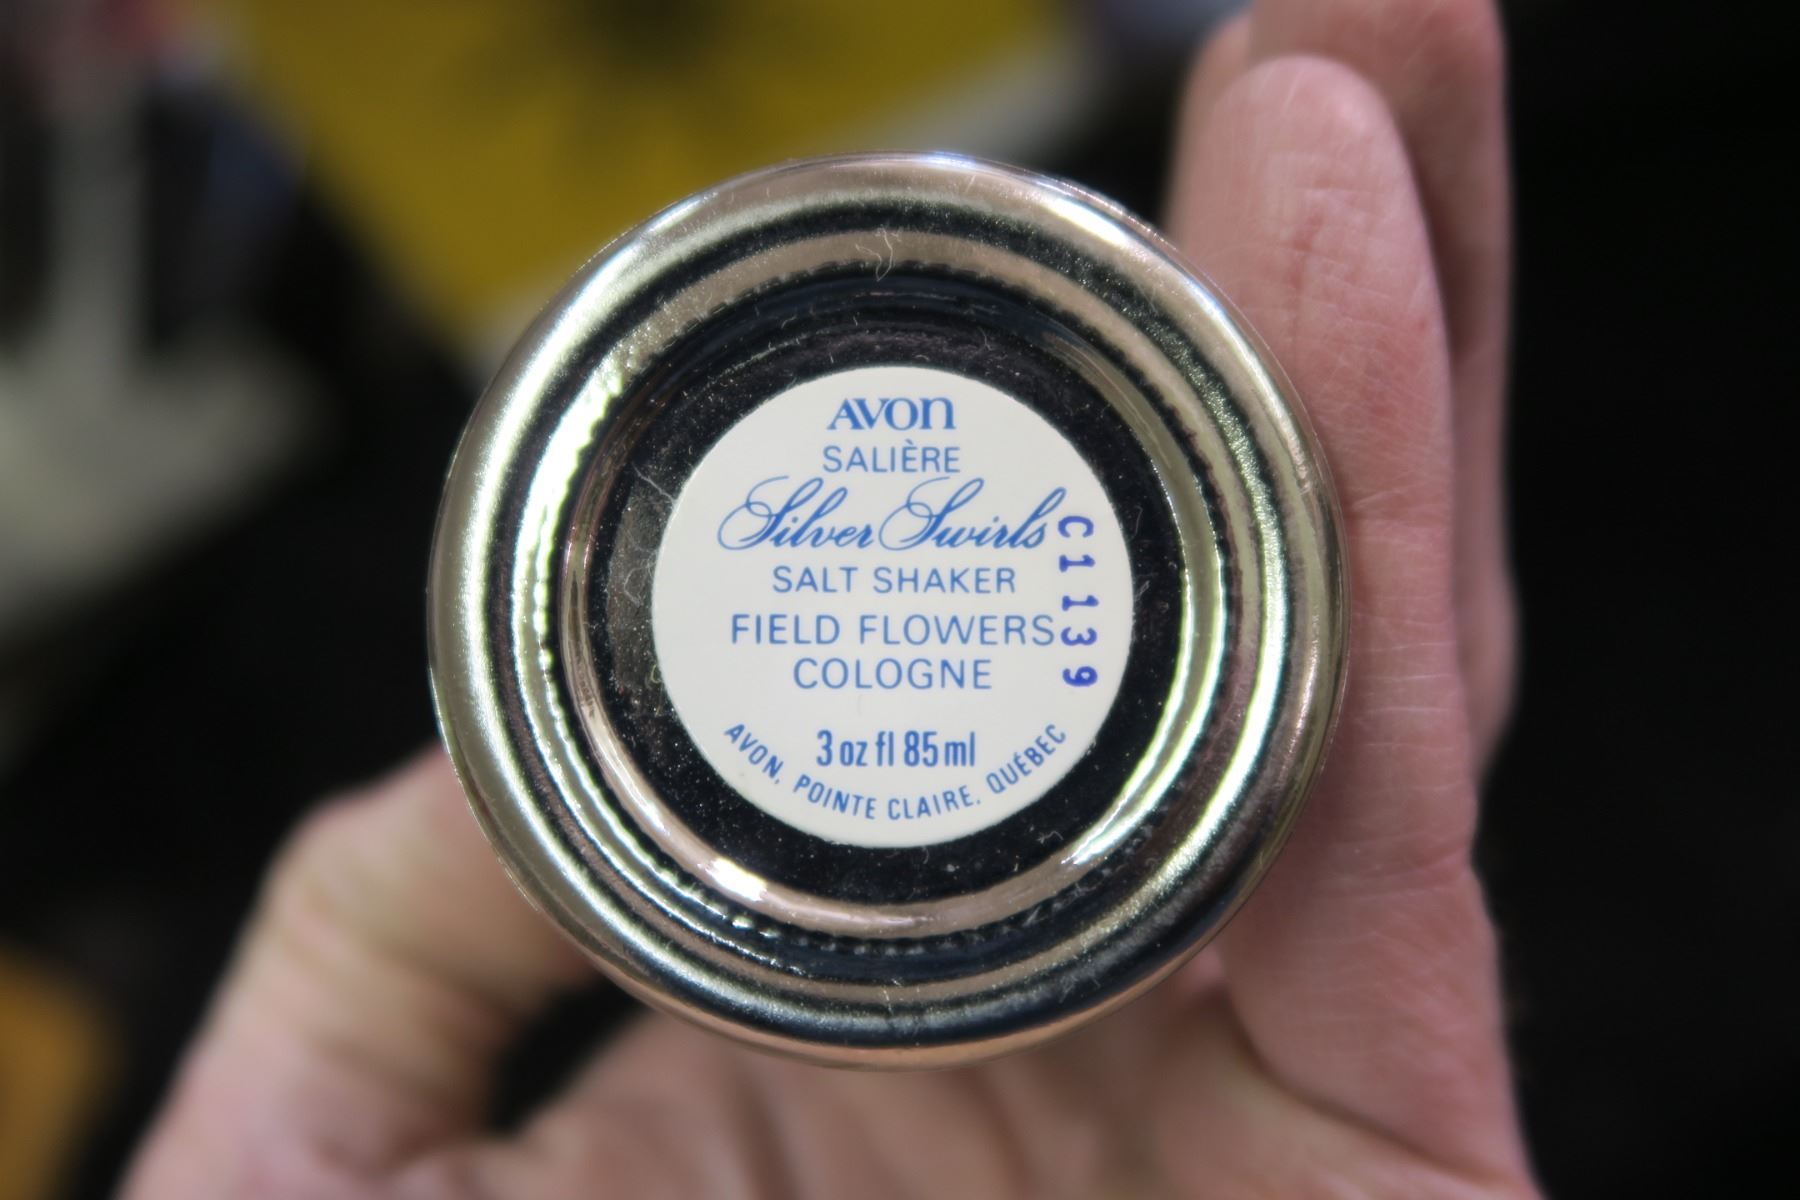 AVON
SALIÈRE
Silver Swirls
SALT SHAKER
FIELD FLOWERS
COLOGNE
3 oz fl 85 ml
AVON, POINTE CLAIRE, QUÉBEC
C1139